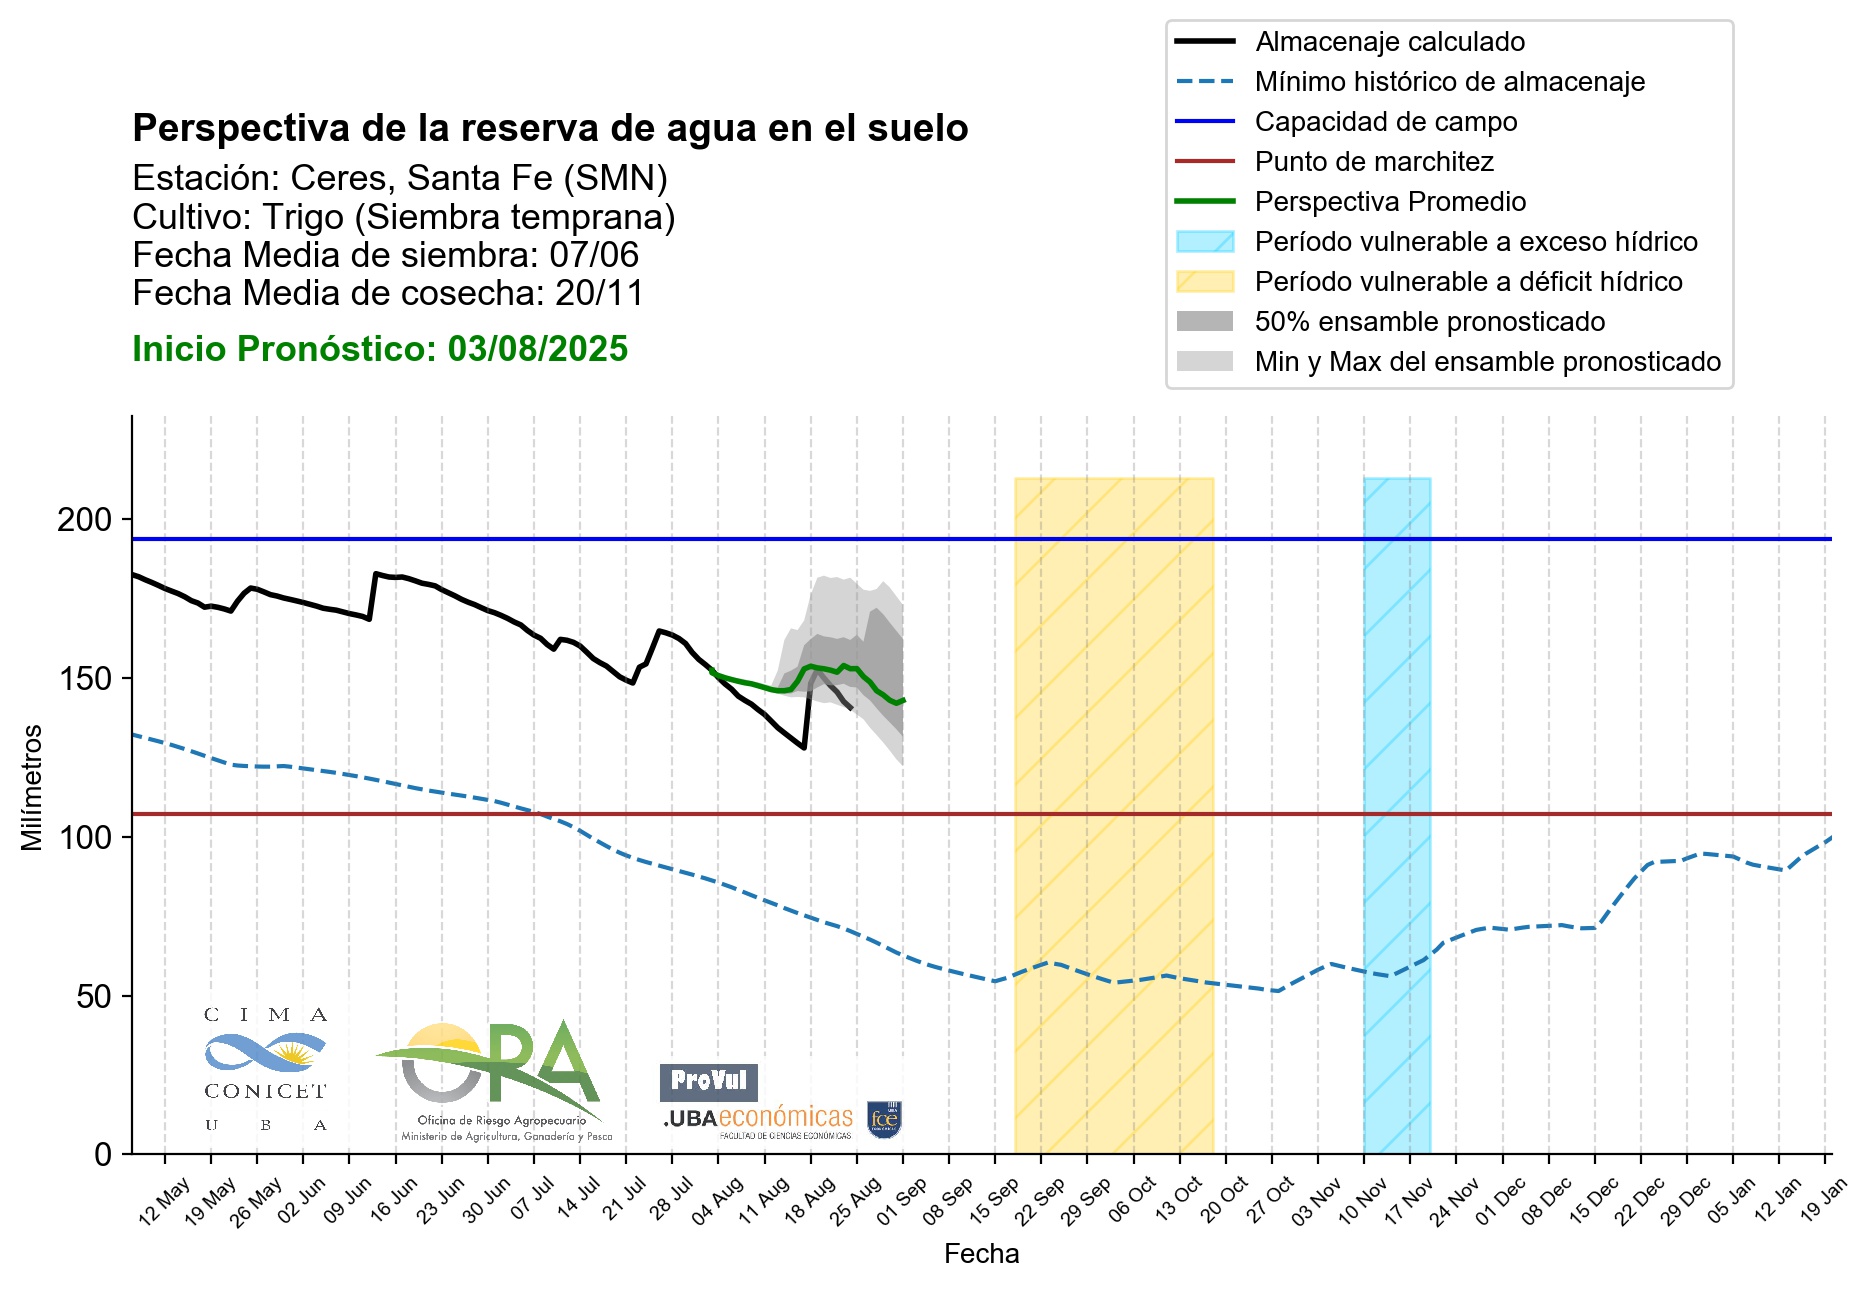 Almacenaje calculado
Mínimo histórico de almacenaje
Capacidad de campo
Punto de marchitez
Perspectiva Promedio
Período vulnerable a exceso hídrico
Período vulnerable a déficit hídrico
50% ensamble pronosticado
Min y Max del ensamble pronosticado
Perspectiva de la reserva de agua en el suelo
Estación: Ceres, Santa Fe (SMN)
Cultivo: Trigo (Siembra temprana)
Fecha Media de siembra: 07/06
Fecha Media de cosecha: 20/11
Inicio Pronóstico: 03/08/2025
Milímetros
200
150
100
50
0
CIMA
CONICET
UBA
ORA
Oficina de Riesgo Agropecuario
Ministerio de Agricultura, Ganadería y Pesca
ProVul
.UBAeconómicas
FACULTAD DE CIENCIAS ECONÓMICAS
UBA
fce
12 May
19 May
26 May
02 Jun
09 Jun
16 Jun
23 Jun
30 Jun
07 Jul
14 Jul
21 Jul
28 Jul
04 Aug
11 Aug
18 Aug
25 Aug
01 Sep
08 Sep
15 Sep
22 Sep
29 Sep
06 Oct
13 Oct
20 Oct
27 Oct
03 Nov
10 Nov
17 Nov
24 Nov
01 Dec
08 Dec
15 Dec
22 Dec
29 Dec
05 Jan
12 Jan
19 Jan
Fecha